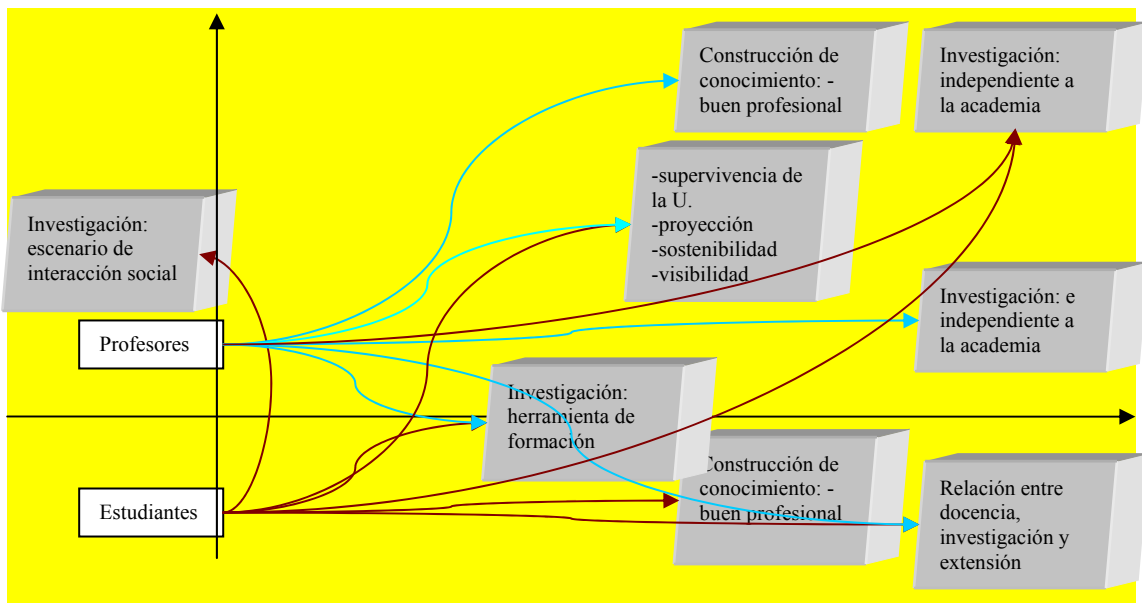 Construcción de
conocimiento: -
buen profesional
Investigación:
independiente a
la academia
-supervivencia de
la U.
-proyección
-sostenibilidad
-visibilidad
Investigación:
escenario de
interacción social
Investigación: e
independiente a
la academia
Profesores
Investigación:
herramienta de
formación
Construcción de
conocimiento: -
buen profesional
Relación entre
docencia,
investigación y
extensión
Estudiantes